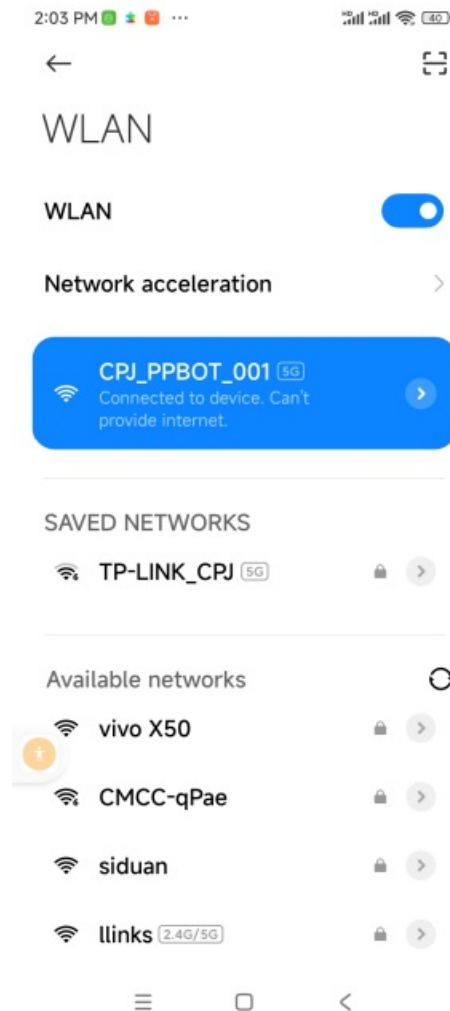 2:03 PM
40
WLAN
WLAN
Network acceleration
CPJ_PPBOT_001 5G
Connected to device. Can't
provide internet.
SAVED NETWORKS
TP-LINK_CPJ 5G
Available networks
vivo X50
CMCC-qPae
siduan
llinks 2.4G/5G